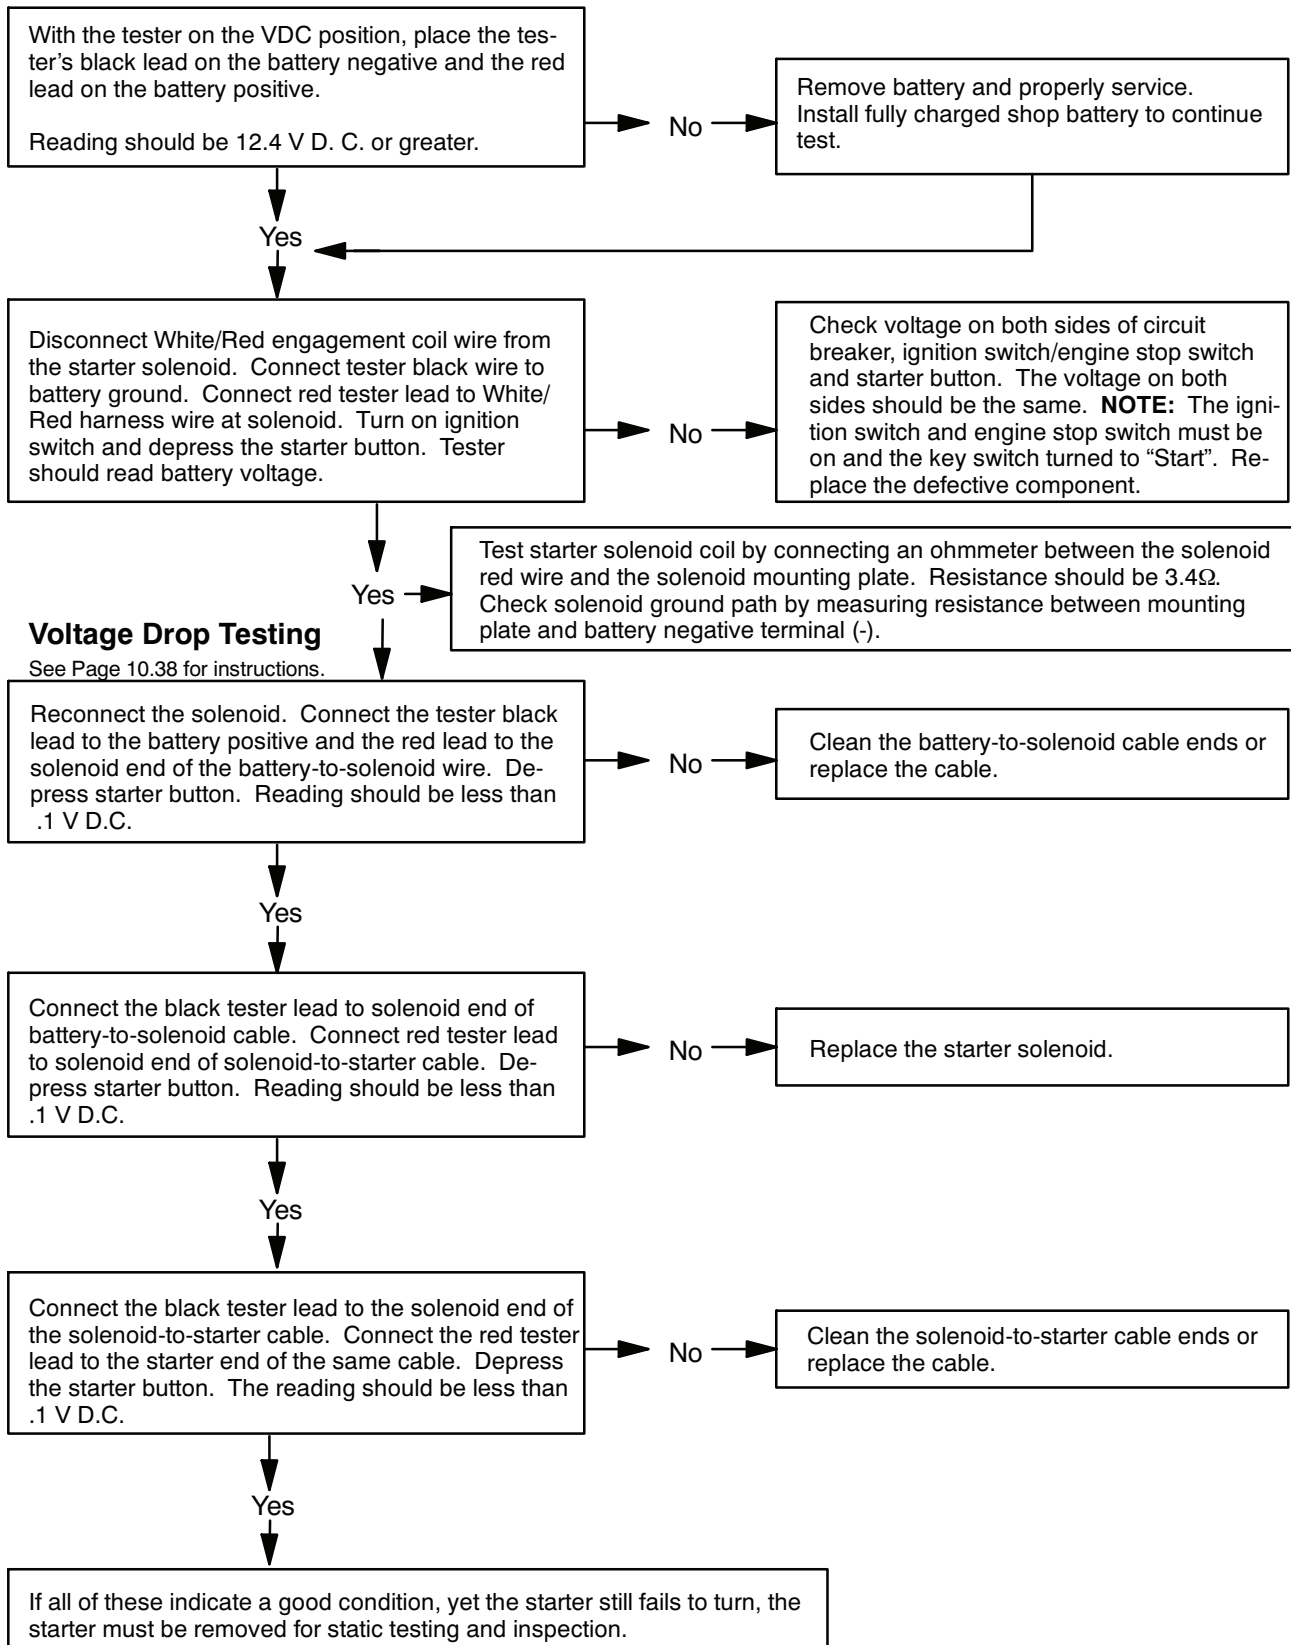 With the tester on the VDC position, place the tes-
ter's black lead on the battery negative and the red
lead on the battery positive.
Reading should be 12.4 V D. C. or greater.
No
Remove battery and properly service.
Install fully charged shop battery to continue
test.
Yes
Disconnect White/Red engagement coil wire from
the starter solenoid. Connect tester black wire to
battery ground. Connect red tester lead to White/
Red harness wire at solenoid. Turn on ignition
switch and depress the starter button. Tester
should read battery voltage.
No
Check voltage on both sides of circuit
breaker, ignition switch/engine stop switch
and starter button. The voltage on both
sides should be the same. NOTE: The igni-
tion switch and engine stop switch must be
on and the key switch turned to “Start”. Re-
place the defective component.
Yes
Test starter solenoid coil by connecting an ohmmeter between the solenoid
red wire and the solenoid mounting plate. Resistance should be 3.4Ω.
Check solenoid ground path by measuring resistance between mounting
plate and battery negative terminal (-).
Voltage Drop Testing
See Page 10.38 for instructions.
Reconnect the solenoid. Connect the tester black
lead to the battery positive and the red lead to the
solenoid end of the battery-to-solenoid wire. De-
press starter button. Reading should be less than
.1 V D.C.
No
Clean the battery-to-solenoid cable ends or
replace the cable.
Yes
Connect the black tester lead to solenoid end of
battery-to-solenoid cable. Connect red tester lead
to solenoid end of solenoid-to-starter cable. De-
press starter button. Reading should be less than
.1 V D.C.
No
Replace the starter solenoid.
Yes
Connect the black tester lead to the solenoid end of
the solenoid-to-starter cable. Connect the red tester
lead to the starter end of the same cable. Depress
the starter button. The reading should be less than
.1 V D.C.
No
Clean the solenoid-to-starter cable ends or
replace the cable.
Yes
If all of these indicate a good condition, yet the starter still fails to turn, the
starter must be removed for static testing and inspection.